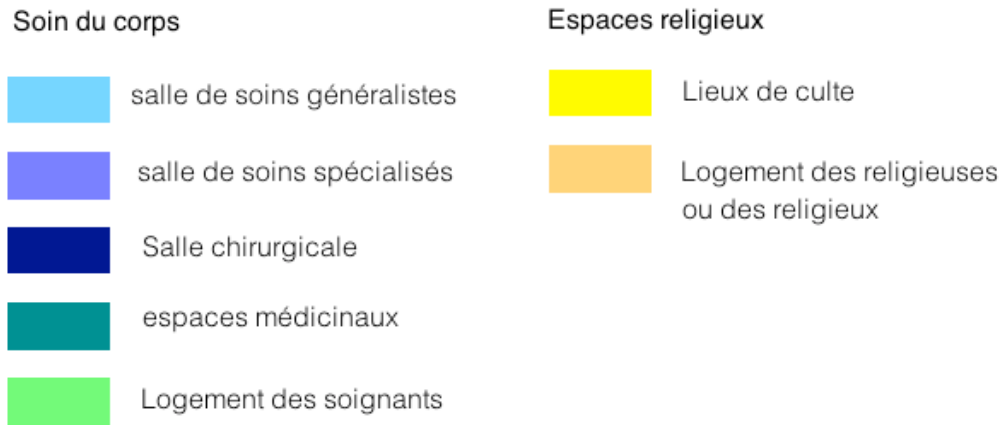 Soin du corps
salle de soins généralistes
salle de soins spécialisés
Salle chirurgicale
espaces médicinaux
Logement des soignants
Espaces religieux
Lieux de culte
Logement des religieuses
ou des religieux